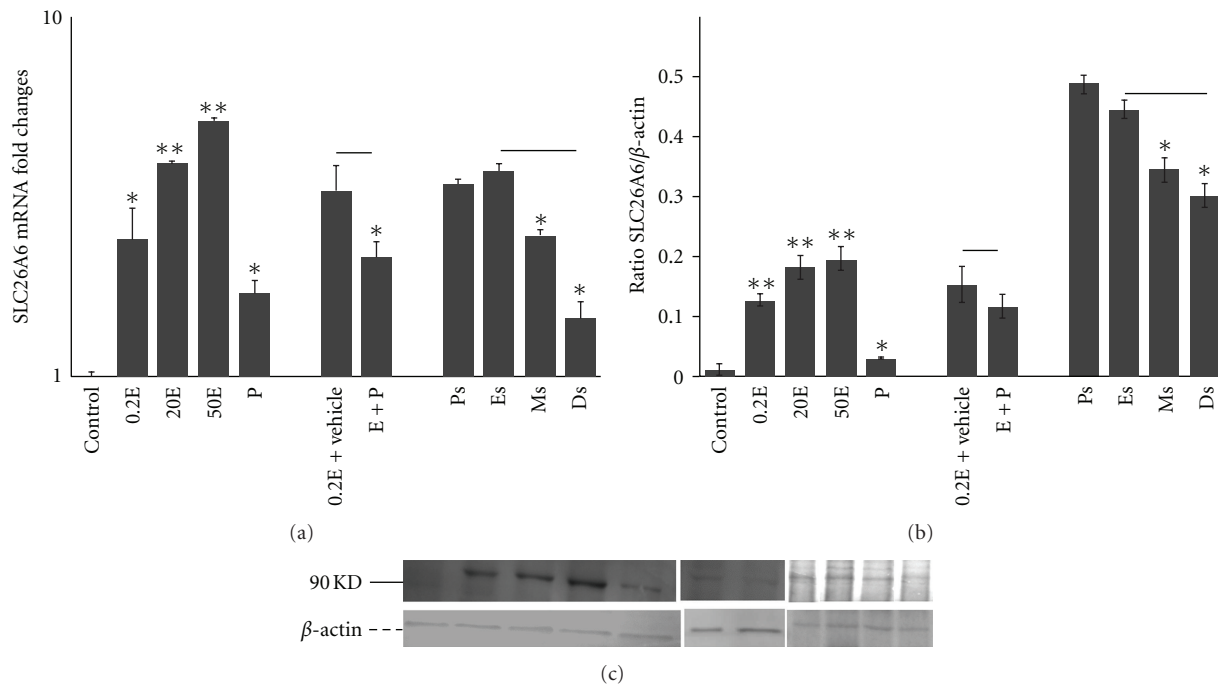 10
1
SLC26A6 mRNA fold changes
*
**
**
*
*
*
*
Control
0.2E
20E
50E
P
0.2E + vehicle
E + P
Ps
Es
Ms
Ds
(a)
0.5
0.4
0.3
0.2
0.1
0
Ratio SLC26A6/β-actin
**
**
**
*
*
*
Control
0.2E
20E
50E
P
0.2E + vehicle
E + P
Ps
Es
Ms
Ds
(b)
90 KD
β-actin
(c)